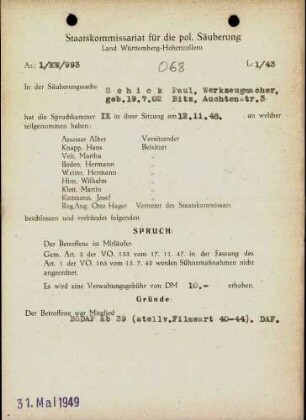 Staatskommissariat für die pol. Säuberung
Land Württemberg-Hohenzollern
Az: 1/KW/993 068 L: 1/43
In der Säuberungssache S c h i c k Paul, Werkzeugmacher,
geb.19.7.02 Bitz, Auchtenstr.3
hat die Spruchkammer IX in ihrer Sitzung am 12.11.48. an welcher
teilgenommen haben:
Assessor Alber Vorsitzender
Knapp, Hans Beisitzer
Veit, Martha "
Boden, Hermann "
Weizer, Hermann "
Hirn, Wilhelm "
Klett, Martin "
Josef "
Reg.Ang. Otto Hager Vertreter des Staatskommissars
beschlossen und verkündet folgenden
SPRUCH:
Der Betroffene ist Mitläufer.
Gem. Art. 8 der VO. 133 vom 17. 11. 47. in der Fassung des
Art. 1 der VO. 165 vom 13. 7. 48 werden Sühnemaßnahmen nicht
angeordnet.
Es wird eine Verwaltungsgebühr von DM 10.- erhoben.
Gründe:
Der Betroffene war Mitglied
NSDAP ab 39 (stellv.Filmwart 40-44). DAF.
31. Mai 1949